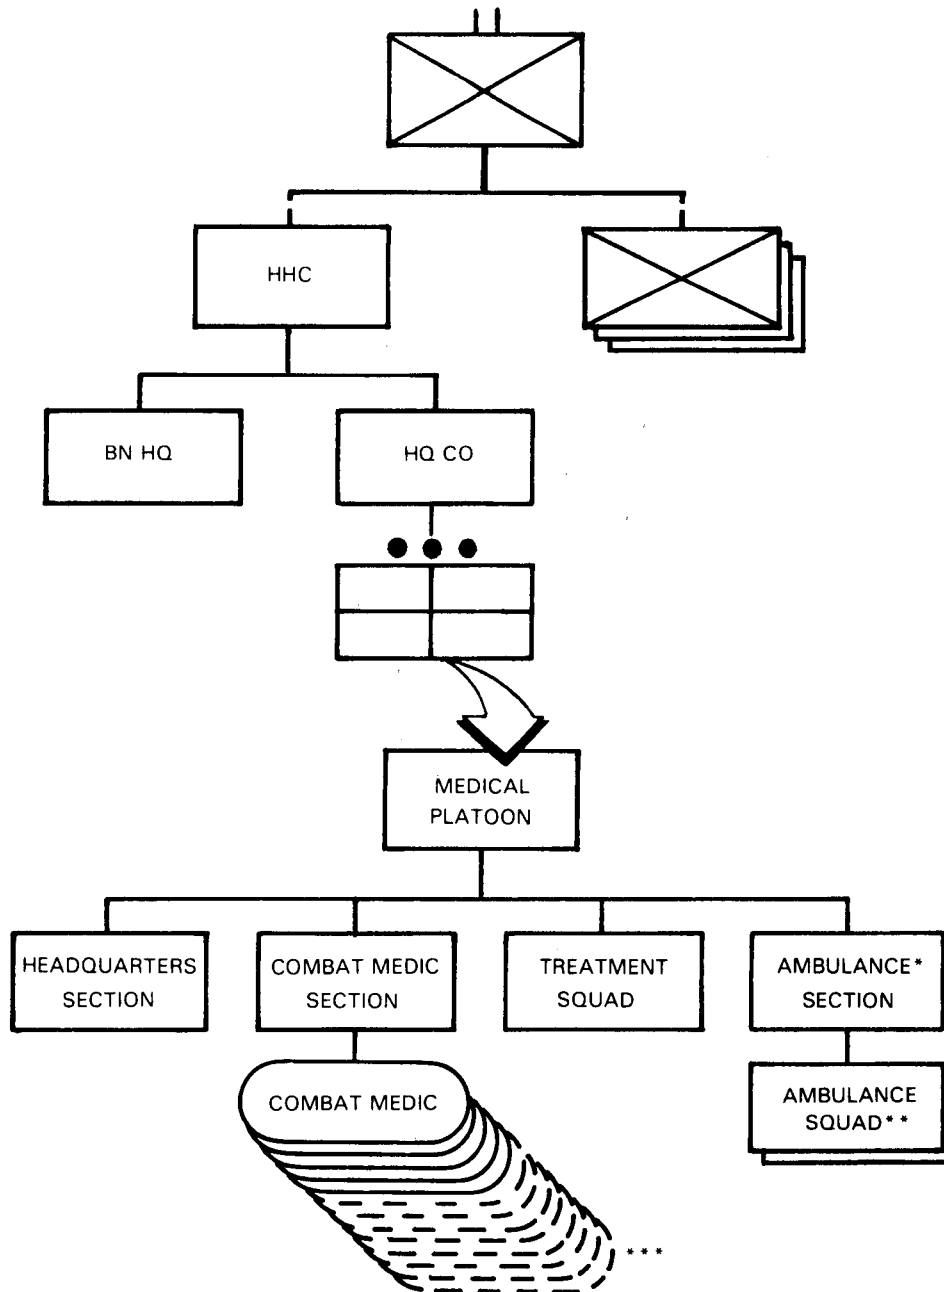 HHC
BN HQ
HQ CO
MEDICAL
PLATOON
HEADQUARTERS
SECTION
COMBAT MEDIC
SECTION
TREATMENT
SQUAD
AMBULANCE*
SECTION
COMBAT MEDIC
AMBULANCE
SQUAD**
***